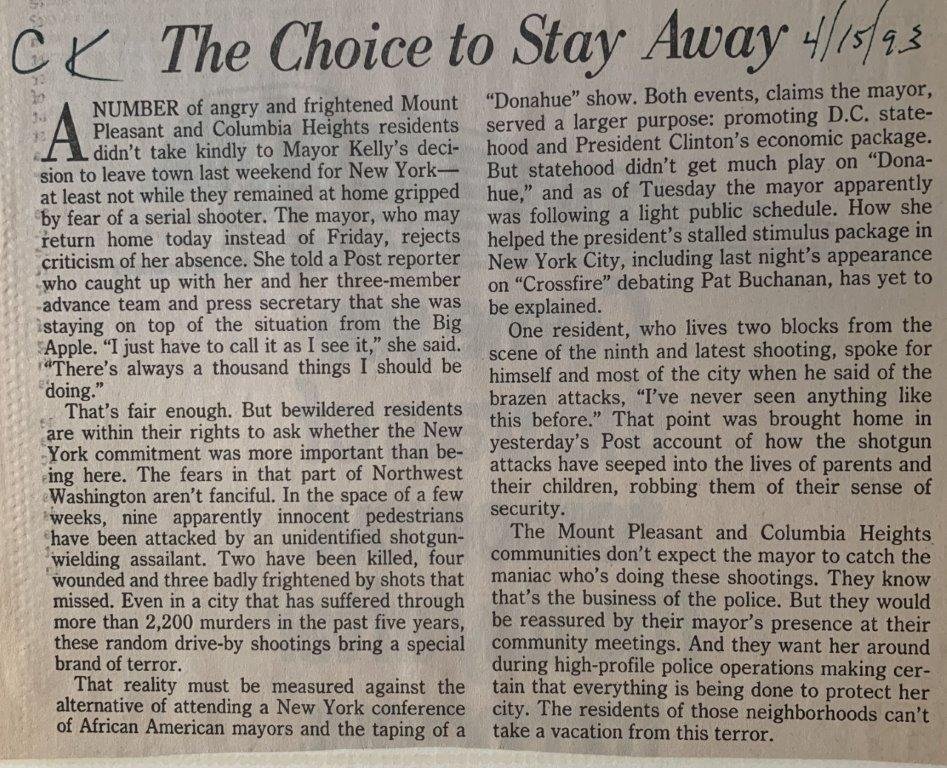 CK The Choice to Stay Away 4/15/93
A NUMBER of angry and frightened Mount
Pleasant and Columbia Heights residents
didn't take kindly to Mayor Kelly's deci-
sion to leave town last weekend for New York—
at least not while they remained at home gripped
by fear of a serial shooter. The mayor, who may
return home today instead of Friday, rejects
criticism of her absence. She told a Post reporter
who caught up with her and her three-member
advance team and press secretary that she was
staying on top of the situation from the Big
Apple. "I just have to call it as I see it," she said.
"There's always a thousand things I should be
doing."
That's fair enough. But bewildered residents
are within their rights to ask whether the New
York commitment was more important than be-
ing here. The fears in that part of Northwest
Washington aren't fanciful. In the space of a few
weeks, nine apparently innocent pedestrians
have been attacked by an unidentified shotgun-
wielding assailant. Two have been killed, four
wounded and three badly frightened by shots that
missed. Even in a city that has suffered through
more than 2,200 murders in the past five years,
these random drive-by shootings bring a special
brand of terror.
That reality must be measured against the
alternative of attending a New York conference
of African American mayors and the taping of a
"Donahue" show. Both events, claims the mayor,
served a larger purpose: promoting D.C. state-
hood and President Clinton's economic package.
But statehood didn't get much play on "Dona-
hue," and as of Tuesday the mayor apparently
was following a light public schedule. How she
helped the president's stalled stimulus package in
New York City, including last night's appearance
on "Crossfire" debating Pat Buchanan, has yet to
be explained.
One resident, who lives two blocks from the
scene of the ninth and latest shooting, spoke for
himself and most of the city when he said of the
brazen attacks, "I've never seen anything like
this before." That point was brought home in
yesterday's Post account of how the shotgun
attacks have seeped into the lives of parents and
their children, robbing them of their sense of
security.
The Mount Pleasant and Columbia Heights
communities don't expect the mayor to catch the
maniac who's doing these shootings. They know
that's the business of the police. But they would
be reassured by their mayor's presence at their
community meetings. And they want her around
during high-profile police operations making cer-
tain that everything is being done to protect her
city. The residents of those neighborhoods can't
take a vacation from this terror.